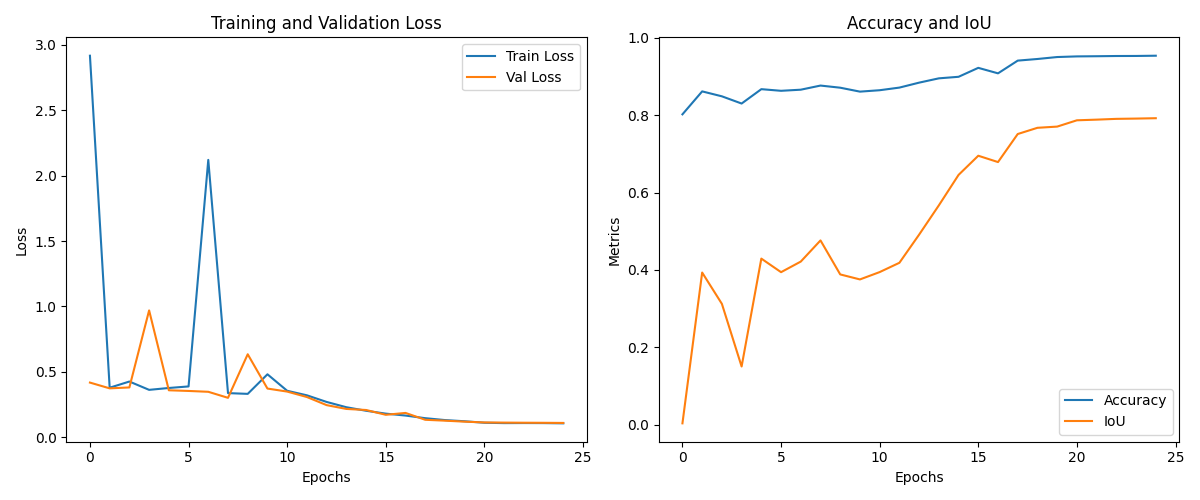 Training and Validation Loss
3.0
2.5
2.0
1.5
1.0
0.5
0.0
Loss
0 5 10 15 20 25
Epochs
Train Loss
Val Loss
Accuracy and IoU
1.0
0.8
0.6
0.4
0.2
0.0
Metrics
0 5 10 15 20 25
Epochs
Accuracy
IoU